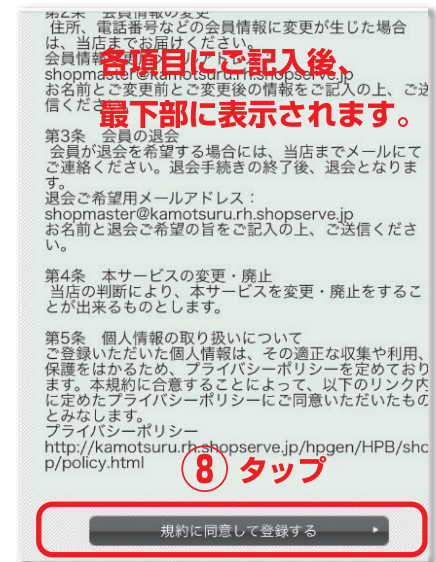 第2条　会員情報の変更
住所、電話番号などの会員情報に変更が生じた場合
は、当店までお届けください。
各項目にご記入後、
shopmaster@kamotsuru.rh.shopserve.jp
お名前とご変更前とご変更後の情報をご記入の上、ご送
信ください。
最下部に表示されます。
第3条　会員の退会
会員が退会を希望する場合には、当店までメールにて
ご連絡ください。退会手続きの終了後、退会となりま
す。
退会ご希望用メールアドレス：
shopmaster@kamotsuru.rh.shopserve.jp
お名前と退会ご希望の旨をご記入の上、ご送信くださ
い。
第4条　本サービスの変更・廃止
当店の判断により、本サービスを変更・廃止をするこ
とが出来るものとします。
第5条　個人情報の取り扱いについて
ご登録いただいた個人情報は、その適正な収集や利用、
保護をはかるため、プライバシーポリシーを定めており
ます。本規約に合意することによって、以下のリンク内
に定めたプライバシーポリシーにご同意いただいたもの
とみなします。
プライバシーポリシー
http://kamotsuru.rh.shopserve.jp/hpgen/HPB/sho
p/policy.html
⑧タップ
規約に同意して登録する